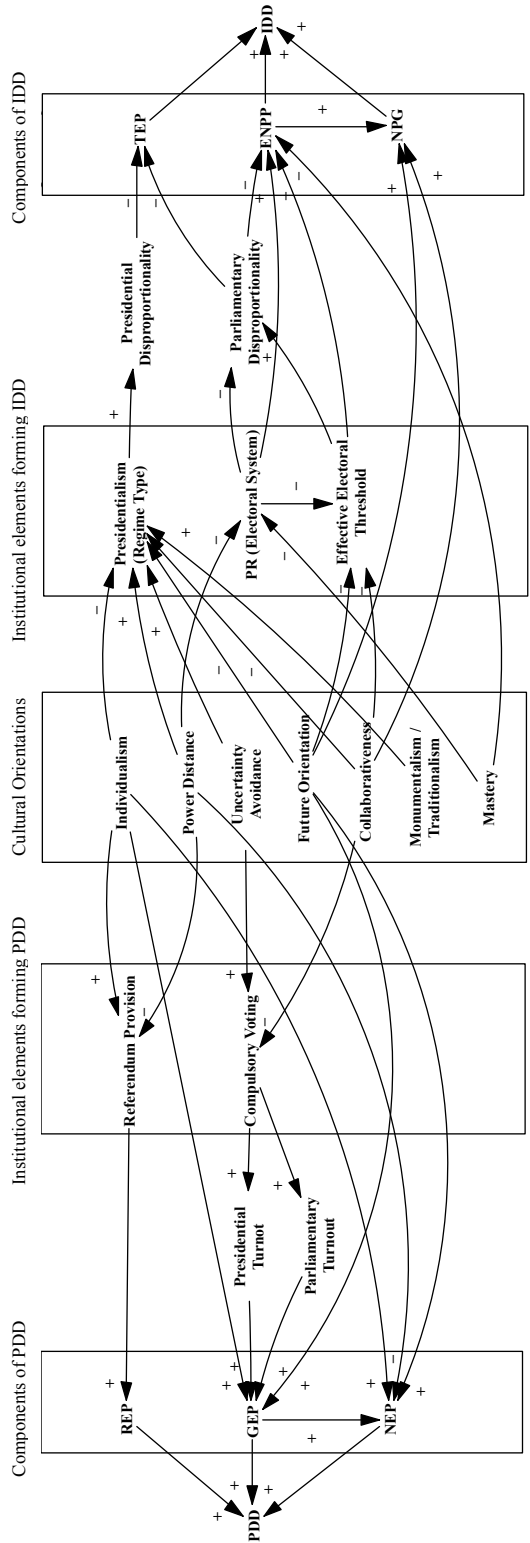 Components of PDD
Institutional elements forming PDD
Cultural Orientations
Institutional elements forming IDD
Components of IDD
PDD
REP
GEP
NEP
Presidential
Turnot
Parliamentary
Turnout
Referendum Provision
Compulsory Voting
Individualism
Power Distance
Uncertainty
Avoidance
Future Orientation
Collaborativeness
Monumentalism /
Traditionalism
Mastery
Presidentialism
(Regime Type)
PR (Electoral System)
Effective Electoral
Threshold
Presidential
Disproportionality
Parliamentary
Disproportionality
TEP
ENPP
NPG
IDD